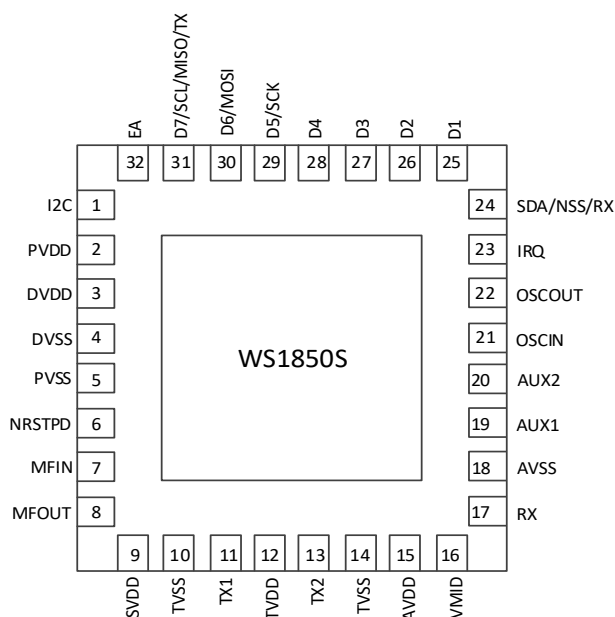 EA
D7/SCL/MISO/TX
D6/MOSI
D5/SCK
D4
D3
D2
D1
32 31 30 29 28 27 26 25
I2C 1
PVDD 2
DVDD 3
DVSS 4
PVSS 5
NRSTPD 6
MFIN 7
MFOUT 8
WS1850S
24 SDA/NSS/RX
23 IRQ
22 OSCOUT
21 OSCIN
20 AUX2
19 AUX1
18 AVSS
17 RX
9 10 11 12 13 14 15 16
SVDD
TVSS
TX1
TVDD
TX2
TVSS
AVDD
VMID